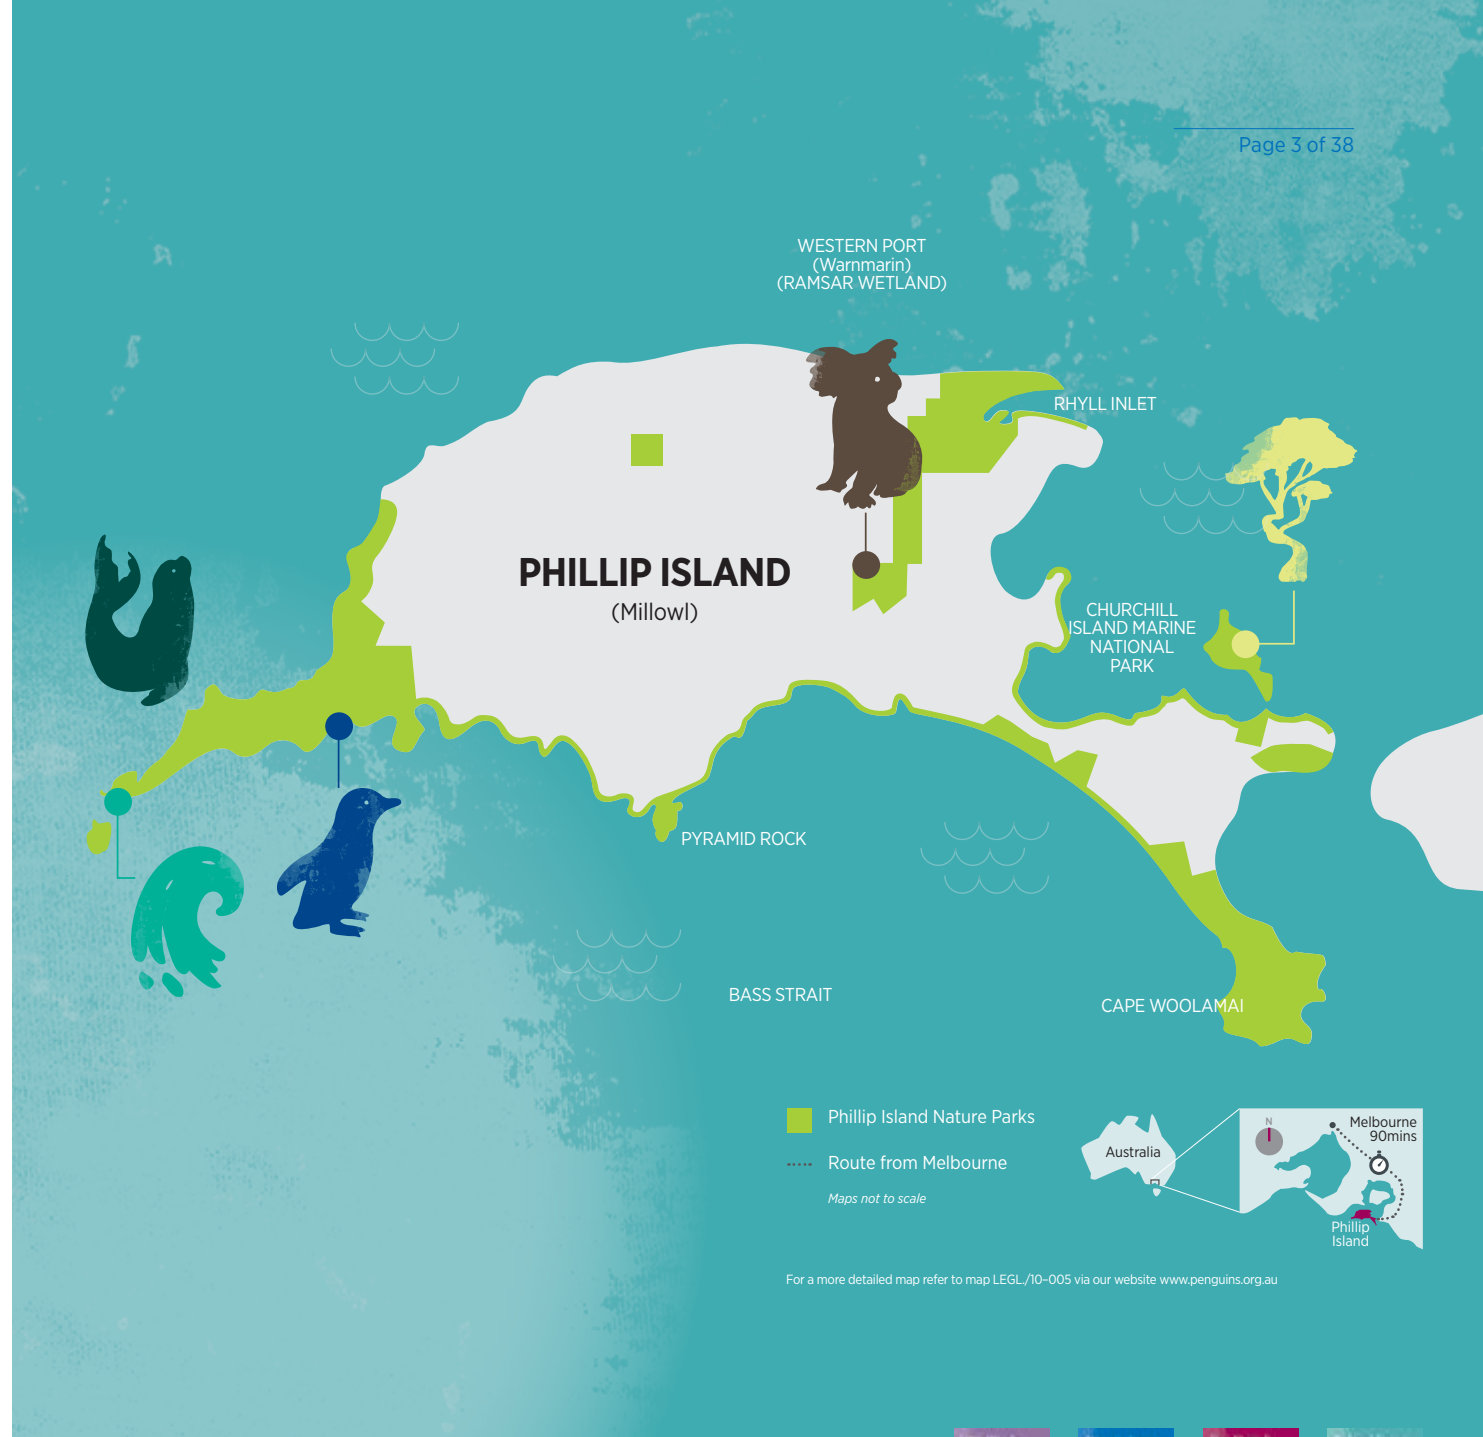 Page 3 of 38
WESTERN PORT
(Warnmarin)
(RAMSAR WETLAND)
RHYLL INLET
PHILLIP ISLAND
(Millowl)
CHURCHILL
ISLAND MARINE
NATIONAL
PARK
PYRAMID ROCK
BASS STRAIT
CAPE WOOLAMAI
Phillip Island Nature Parks
Route from Melbourne
Maps not to scale
Australia
N
Melbourne
90mins
Phillip
Island
For a more detailed map refer to map LEGL./10-005 via our website www.penguins.org.au